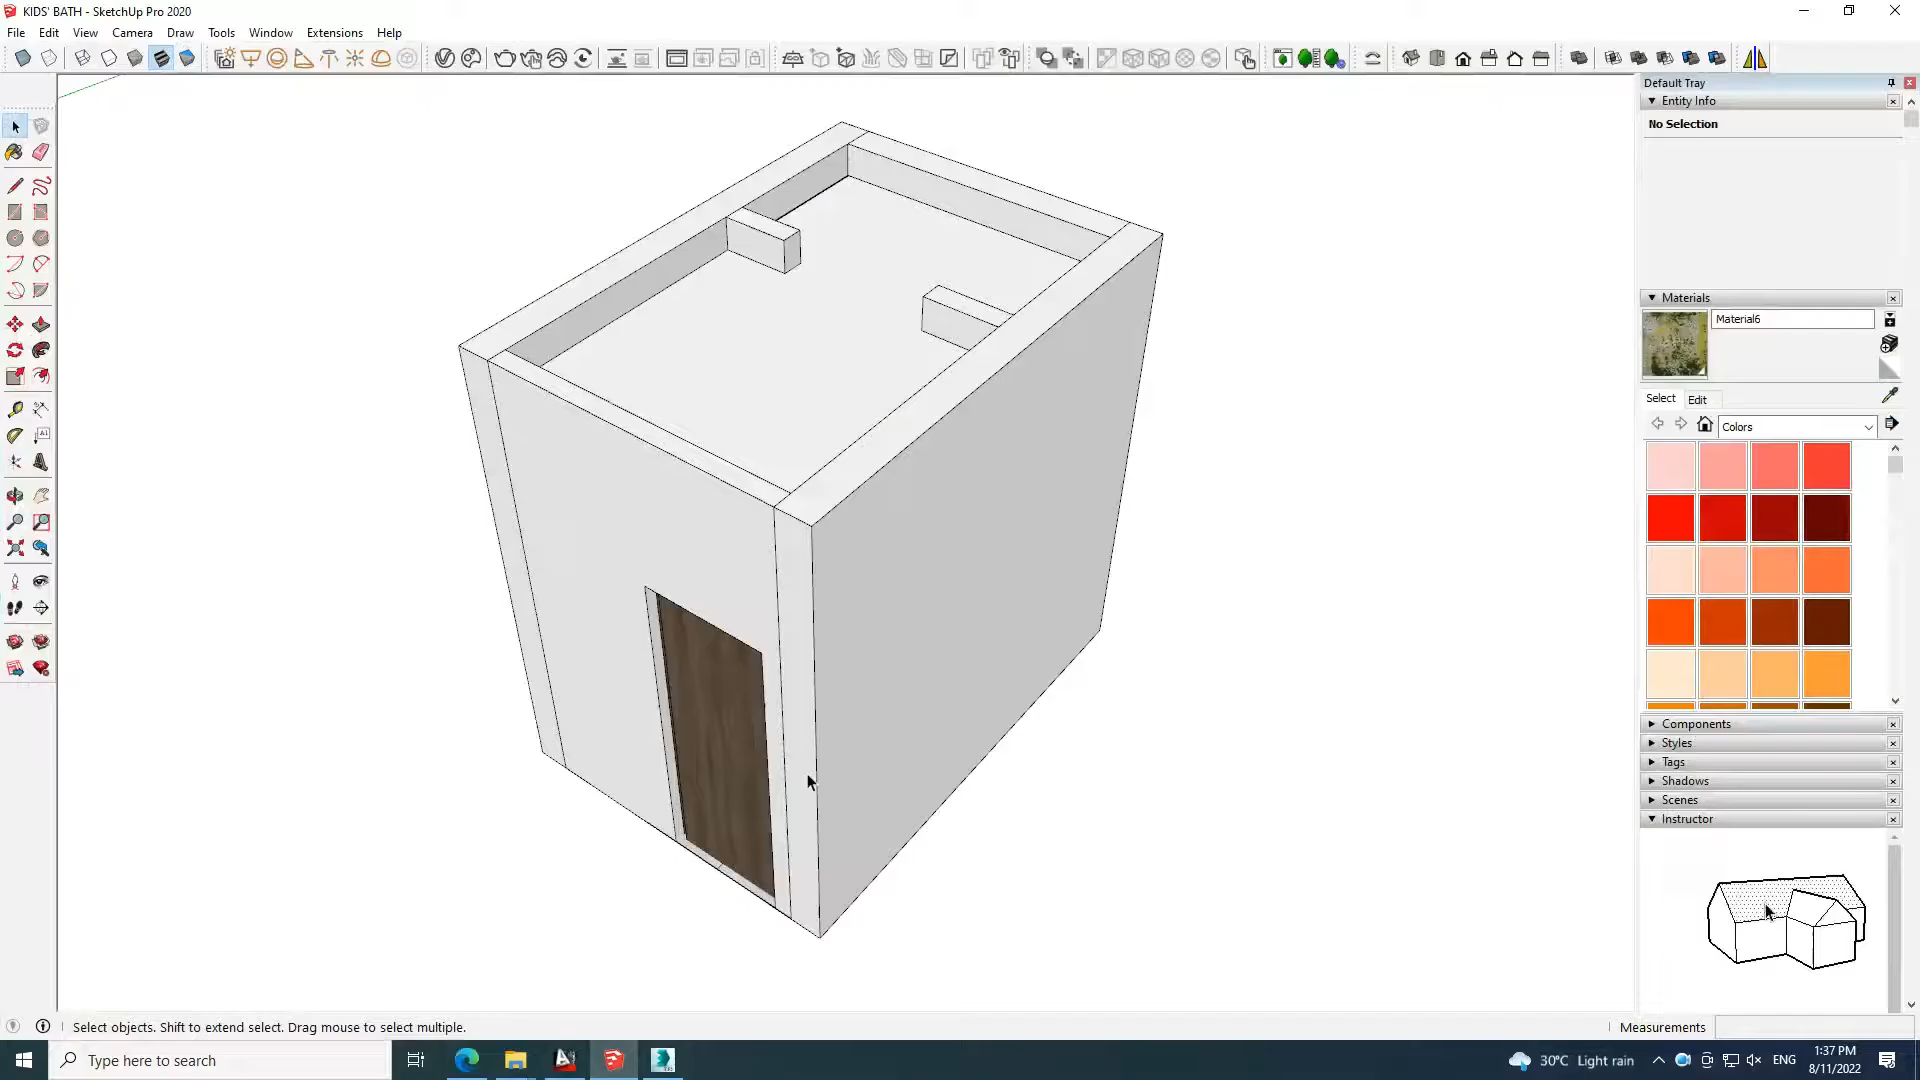 KIDS' BATH - SketchUp Pro 2020
File Edit View Camera Draw Tools Window Extensions Help
Default Tray
Entity Info
No Selection
Materials
Material6
Select Edit
Colors
Components
Styles
Tags
Shadows
Scenes
Instructor
Select objects. Shift to extend select. Drag mouse to select multiple.
Measurements
Type here to search
30°C Light rain
ENG
1:37 PM
8/11/2022